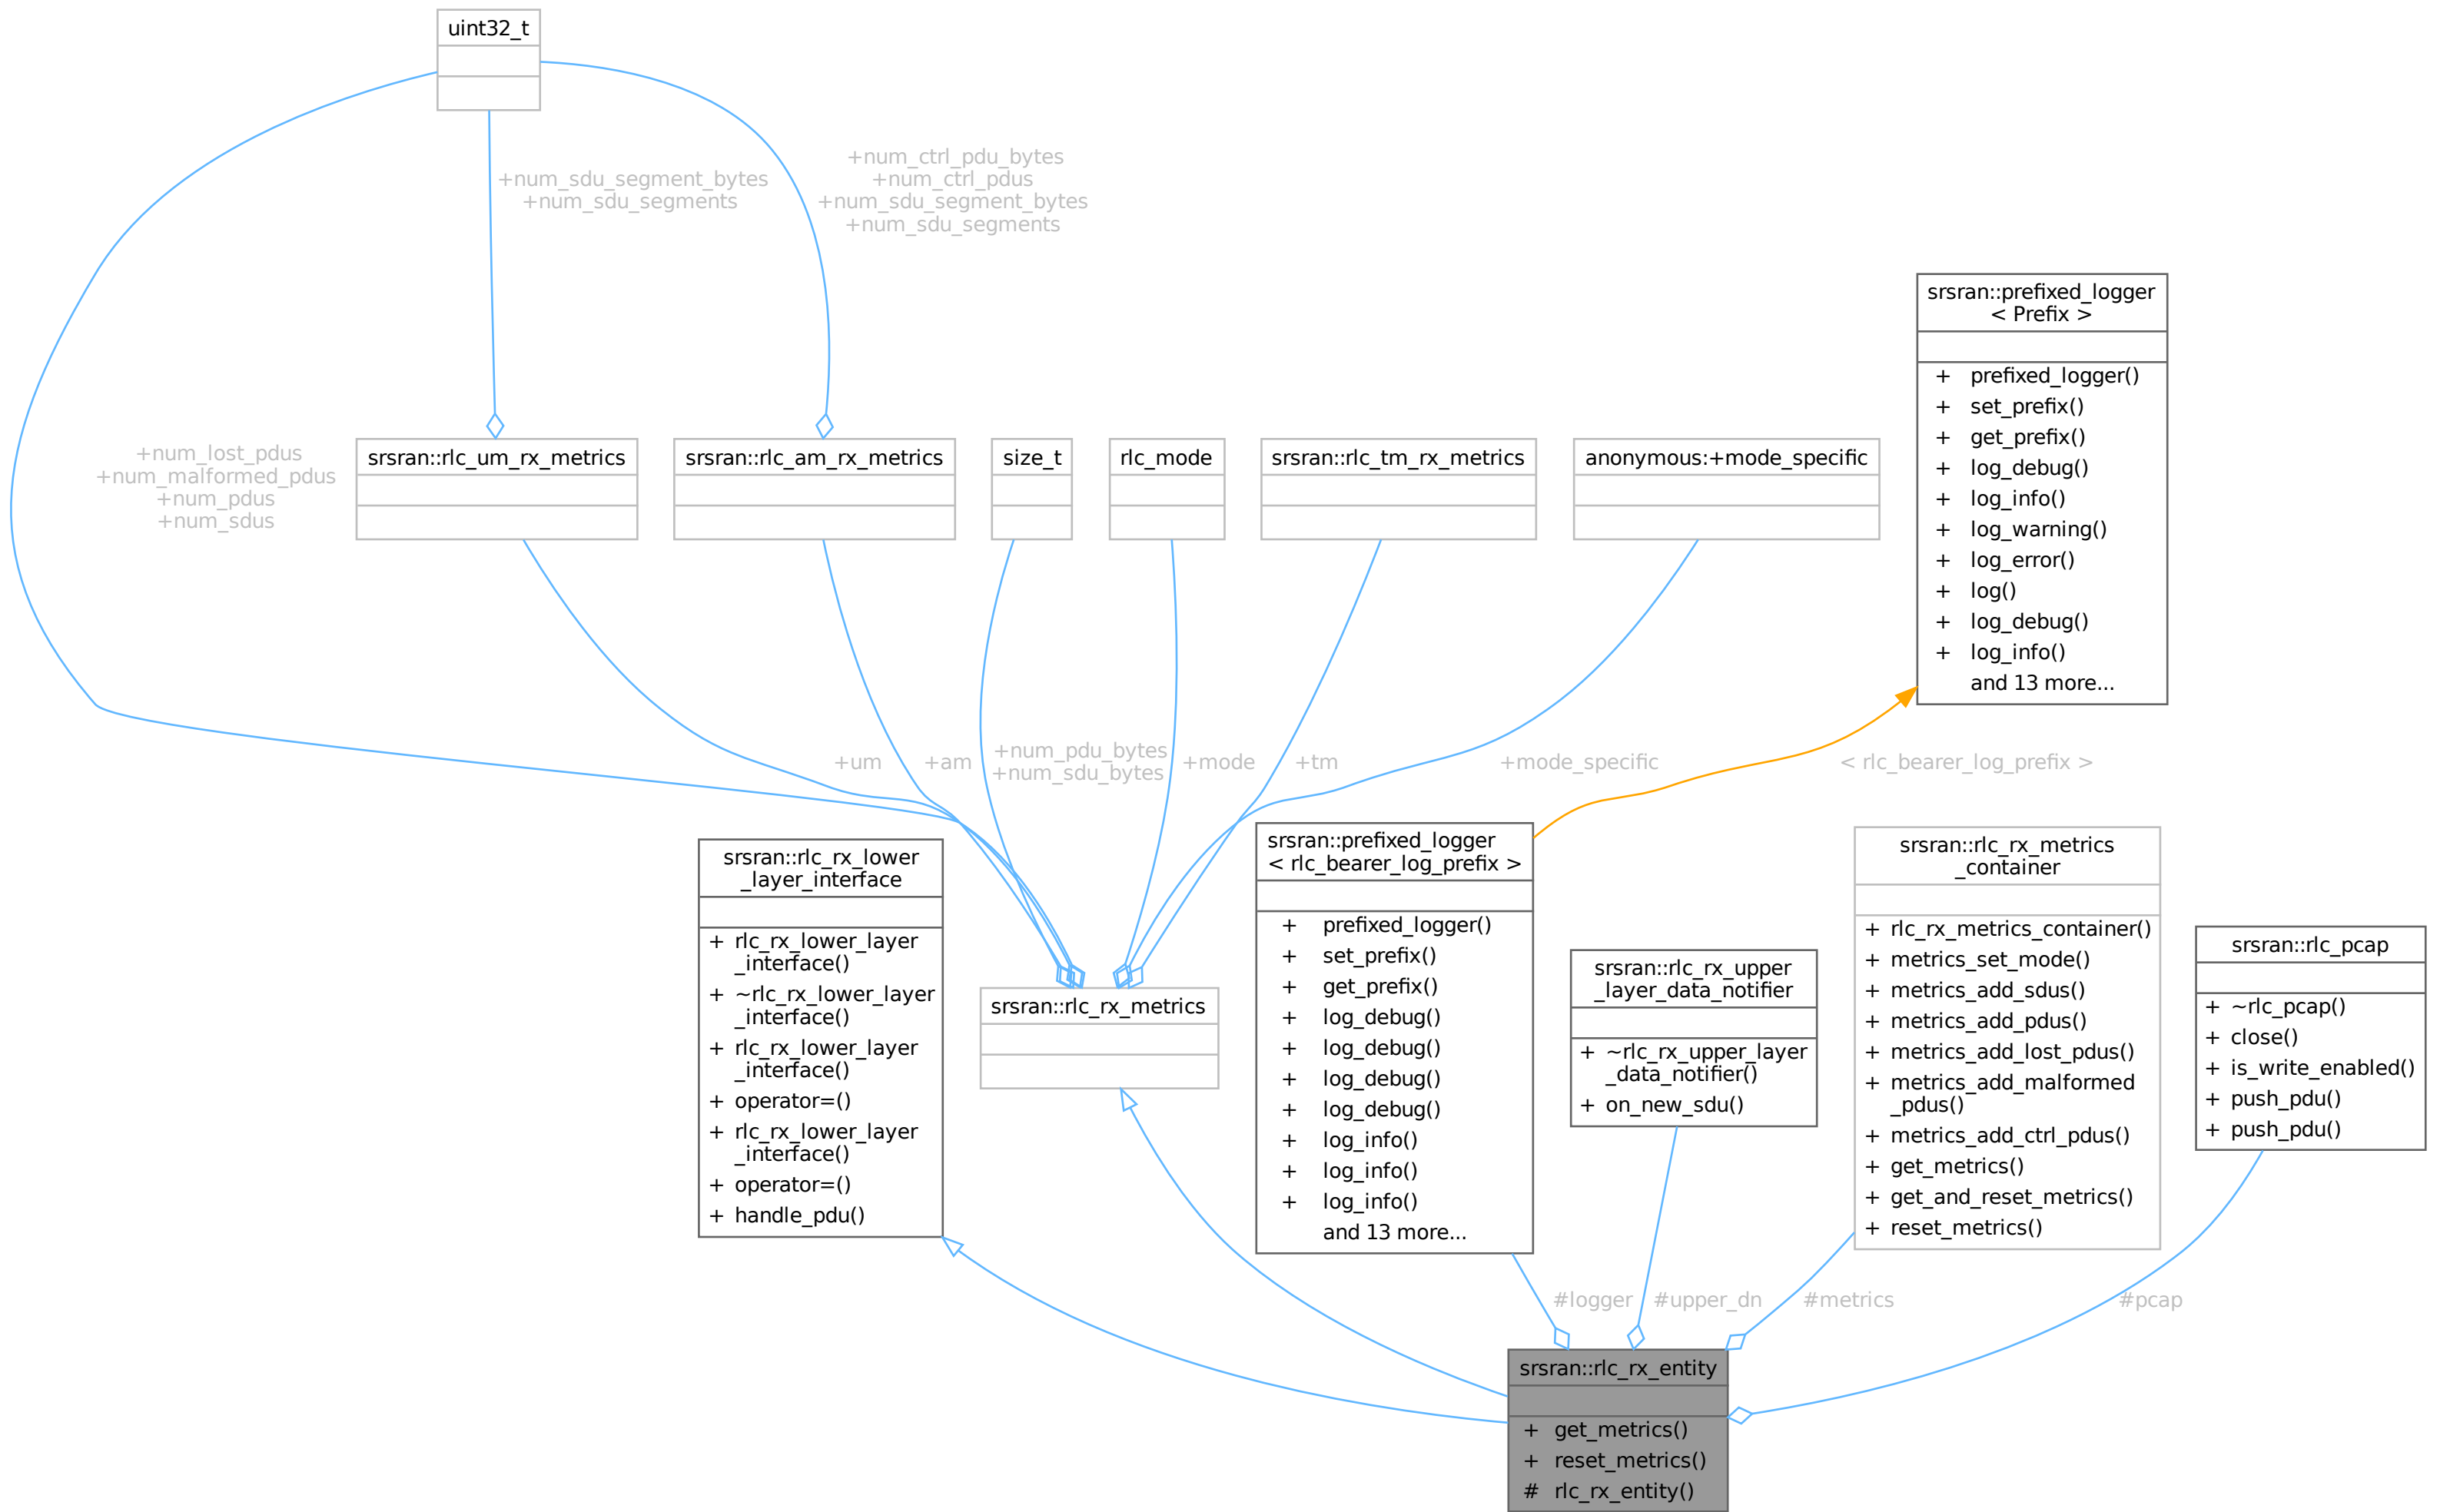 uint32_t
+num_ctrl_pdu_bytes
+num_ctrl_pdus
+num_sdu_segment_bytes
+num_sdu_segments
+num_sdu_segment_bytes
+num_sdu_segments
srsran::prefixed_logger
< Prefix >
+ prefixed_logger()
+ set_prefix()
+ get_prefix()
+ log_debug()
+ log_info()
+ log_warning()
+ log_error()
+ log()
+ log_debug()
+ log_info()
and 13 more...
+num_lost_pdus
+num_malformed_pdus
+num_pdus
+num_sdus
srsran::rlc_um_rx_metrics
srsran::rlc_am_rx_metrics
size_t
rlc_mode
srsran::rlc_tm_rx_metrics
anonymous:+mode_specific
+um
+am
+num_pdu_bytes
+num_sdu_bytes
+mode
+tm
+mode_specific
< rlc_bearer_log_prefix >
srsran::rlc_rx_lower
_layer_interface
+ rlc_rx_lower_layer
_interface()
+ ~rlc_rx_lower_layer
_interface()
+ rlc_rx_lower_layer
_interface()
+ operator=()
+ rlc_rx_lower_layer
_interface()
+ operator=()
+ handle_pdu()
srsran::rlc_rx_metrics
srsran::prefixed_logger
< rlc_bearer_log_prefix >
+ prefixed_logger()
+ set_prefix()
+ get_prefix()
+ log_debug()
+ log_debug()
+ log_debug()
+ log_debug()
+ log_info()
+ log_info()
+ log_info()
and 13 more...
srsran::rlc_rx_upper
_layer_data_notifier
+ ~rlc_rx_upper_layer
_data_notifier()
+ on_new_sdu()
srsran::rlc_rx_metrics
_container
+ rlc_rx_metrics_container()
+ metrics_set_mode()
+ metrics_add_sdus()
+ metrics_add_pdus()
+ metrics_add_lost_pdus()
+ metrics_add_malformed
_pdus()
+ metrics_add_ctrl_pdus()
+ get_metrics()
+ get_and_reset_metrics()
+ reset_metrics()
srsran::rlc_pcap
+ ~rlc_pcap()
+ close()
+ is_write_enabled()
+ push_pdu()
+ push_pdu()
#logger
#upper_dn
#metrics
#pcap
srsran::rlc_rx_entity
+ get_metrics()
+ reset_metrics()
# rlc_rx_entity()